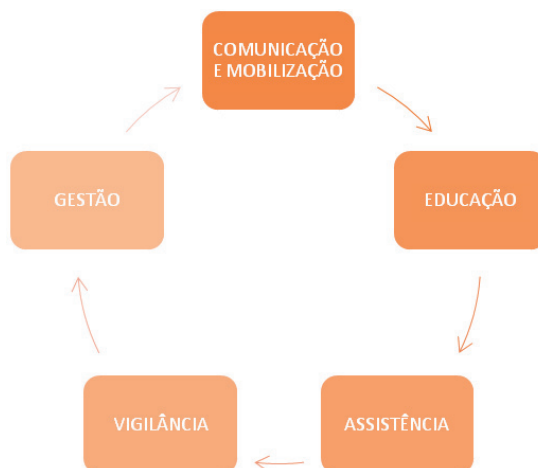 COMUNICAÇÃO
E MOBILIZAÇÃO
GESTÃO
EDUCAÇÃO
VIGILÂNCIA
ASSISTÊNCIA